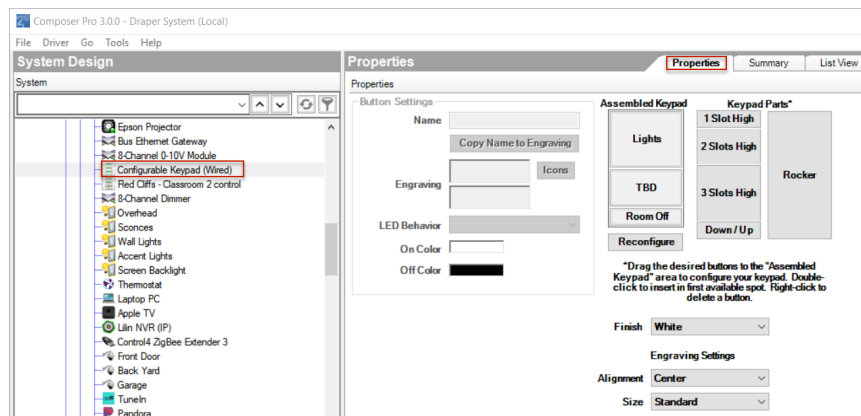 Composer Pro 3.0.0 - Draper System (Local)
File Driver Go Tools Help
System Design
System
Epson Projector
Bus Ethernet Gateway
8-Channel 0-10V Module
Configurable Keypad (Wired)
Red Cliffs - Classroom 2 control
8-Channel Dimmer
Overhead
Sconces
Wall Lights
Accent Lights
Screen Backlight
Thermostat
Laptop PC
Apple TV
Lilin NVR (IP)
Control4 ZigBee Extender 3
Front Door
Back Yard
Garage
TuneIn
Pandora
Properties
Properties Summary List View
Properties
Button Settings
Name
Copy Name to Engraving
Engraving
Icons
LED Behavior
On Color
Off Color
Assembled Keypad
Lights
TBD
Room Off
Reconfigure
Keypad Parts*
1 Slot High
2 Slots High
3 Slots High
Down / Up
Rocker
*Drag the desired buttons to the "Assembled
Keypad" area to configure your keypad. Double-
click to insert in first available spot. Right-click to
delete a button.
Finish White
Engraving Settings
Alignment Center
Size Standard